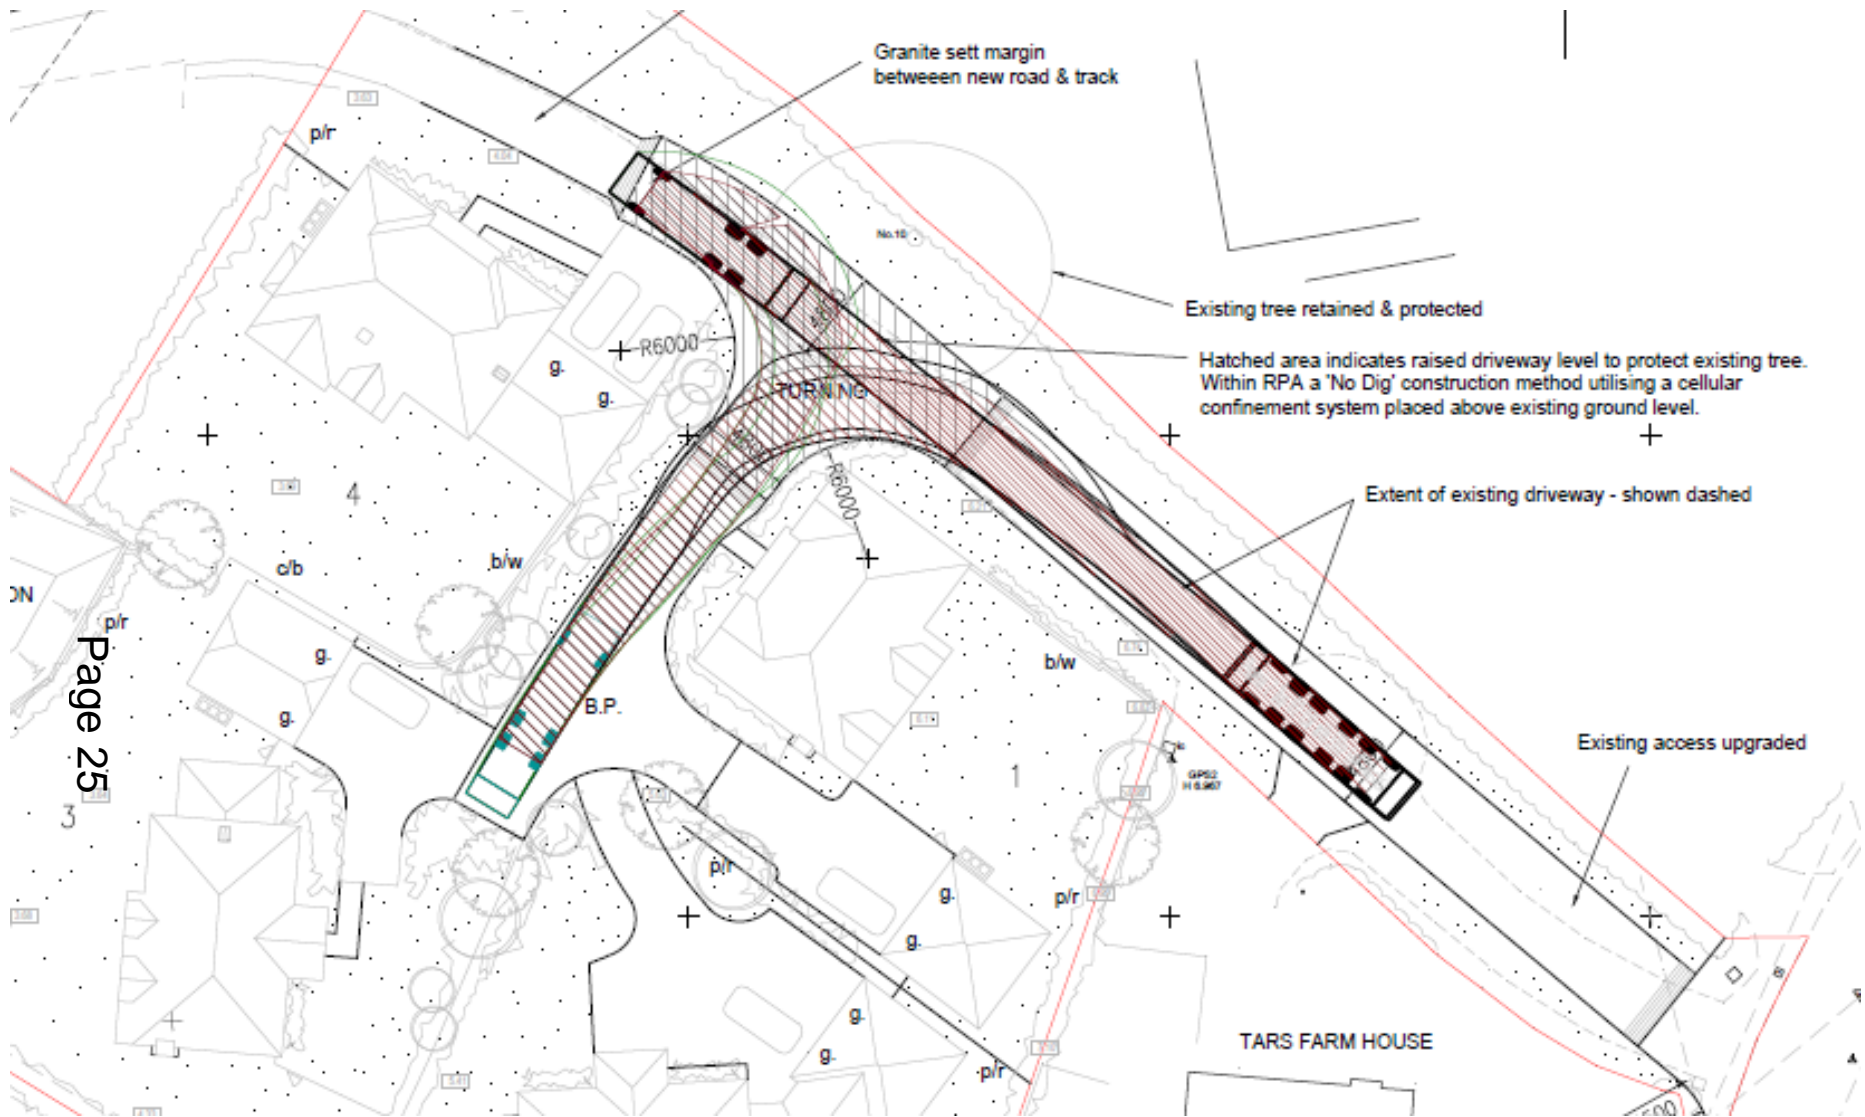 Granite sett margin
betweeen new road & track
p/r
No.10
Existing tree retained & protected
R6000
Hatched area indicates raised driveway level to protect existing tree.
Within RPA a 'No Dig' construction method utilising a cellular
confinement system placed above existing ground level.
g.
g.
TURNING
R6000
Extent of existing driveway - shown dashed
4
c/b
b/w
ON
p/r
Page 25
g.
g.
B.P.
b/w
Existing access upgraded
1
GPS2
H 6.967
3
p/r
p/r
g.
g.
g.
g.
p/r
TARS FARM HOUSE